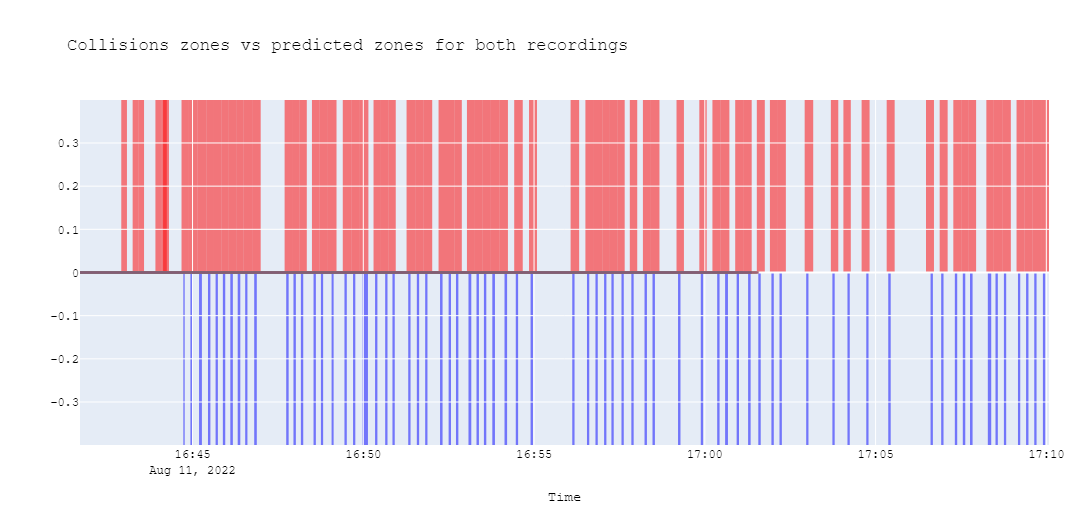 Collisions zones vs predicted zones for both recordings
0.3
0.2
0.1
0
−0.1
−0.2
−0.3
16:45 16:50 16:55 17:00 17:05 17:10
Aug 11, 2022
Time